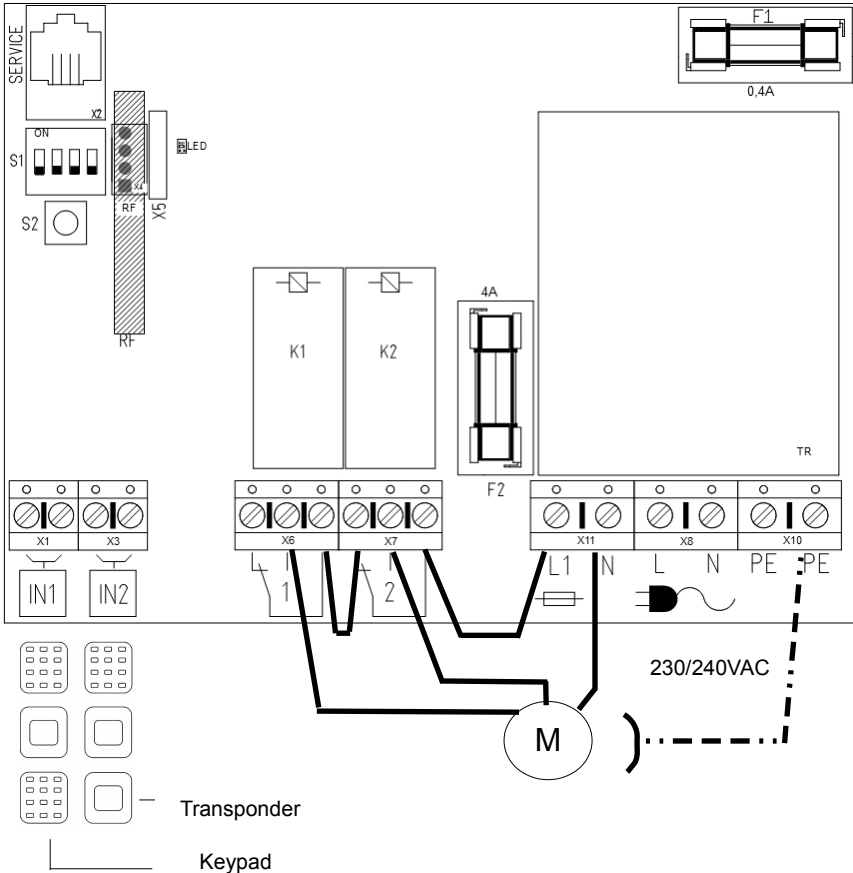 SERVICE
X2
F1
0,4A
ON
S1
X4
RF
X5
LED
S2
RF
K1
K2
4A
F2
TR
X1
X3
X6
X7
X11
X8
X10
IN1
IN2
1
2
L1
N
L
N
PE
PE
230/240VAC
M
Transponder
Keypad